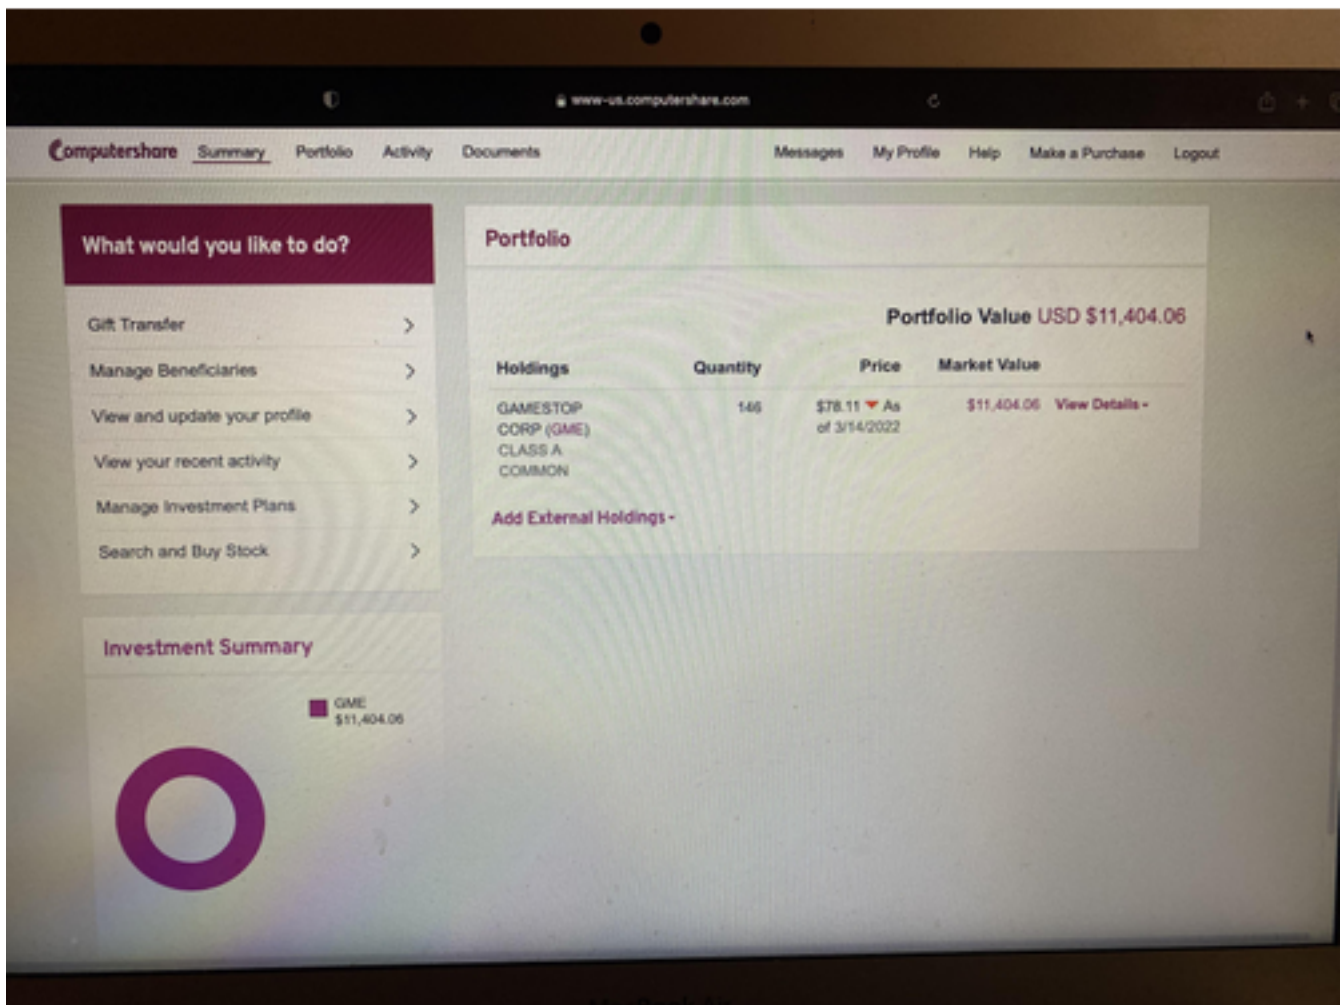 www-us.computershare.com
Computershare Summary Portfolio Activity Documents Messages My Profile Help Make a Purchase Logout
What would you like to do?
Gift Transfer
Manage Beneficiaries
View and update your profile
View your recent activity
Manage Investment Plans
Search and Buy Stock
Investment Summary
GME
$11,404.06
Portfolio
Portfolio Value USD $11,404.06
Holdings Quantity Price Market Value
GAMESTOP 146 $78.11 As $11,404.06 View Details
CORP (GME) of 3/14/2022
CLASS A
COMMON
Add External Holdings